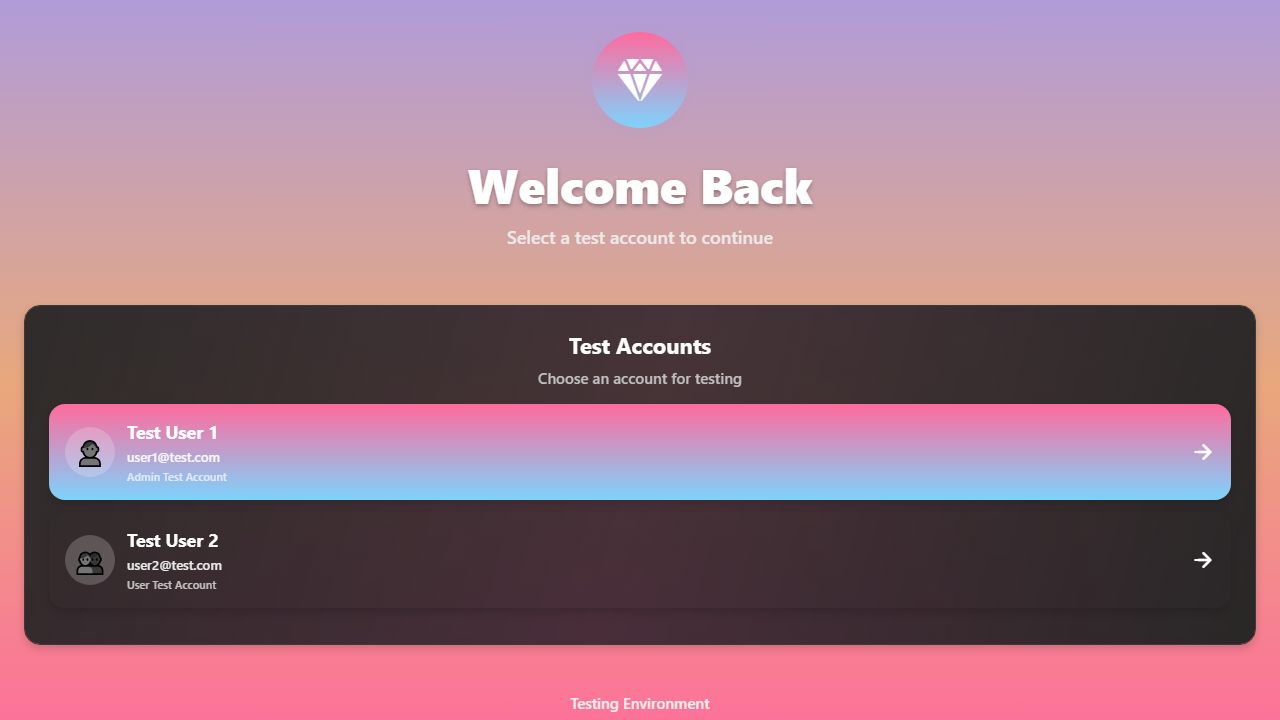 Welcome Back
Select a test account to continue
Test Accounts
Choose an account for testing
Test User 1
user1@test.com
Admin Test Account
Test User 2
user2@test.com
User Test Account
Testing Environment